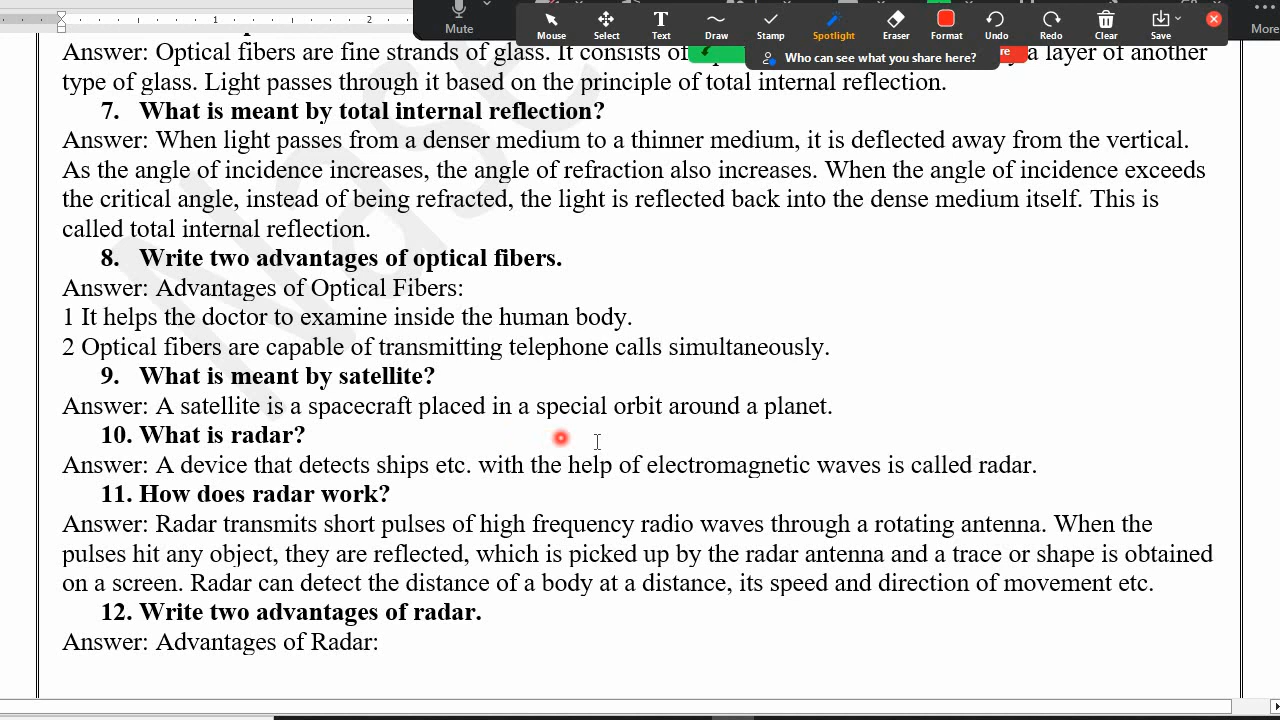 Mute
Mouse
Select
Text
Draw
Stamp
Spotlight
Eraser
Format
Undo
Redo
Clear
Save
More
Who can see what you share here?
1
2
Answer: Optical fibers are fine strands of glass. It consists of a layer of another
type of glass. Light passes through it based on the principle of total internal reflection.
7. What is meant by total internal reflection?
Answer: When light passes from a denser medium to a thinner medium, it is deflected away from the vertical.
As the angle of incidence increases, the angle of refraction also increases. When the angle of incidence exceeds
the critical angle, instead of being refracted, the light is reflected back into the dense medium itself. This is
called total internal reflection.
8. Write two advantages of optical fibers.
Answer: Advantages of Optical Fibers:
1 It helps the doctor to examine inside the human body.
2 Optical fibers are capable of transmitting telephone calls simultaneously.
9. What is meant by satellite?
Answer: A satellite is a spacecraft placed in a special orbit around a planet.
10. What is radar?
Answer: A device that detects ships etc. with the help of electromagnetic waves is called radar.
11. How does radar work?
Answer: Radar transmits short pulses of high frequency radio waves through a rotating antenna. When the
pulses hit any object, they are reflected, which is picked up by the radar antenna and a trace or shape is obtained
on a screen. Radar can detect the distance of a body at a distance, its speed and direction of movement etc.
12. Write two advantages of radar.
Answer: Advantages of Radar: